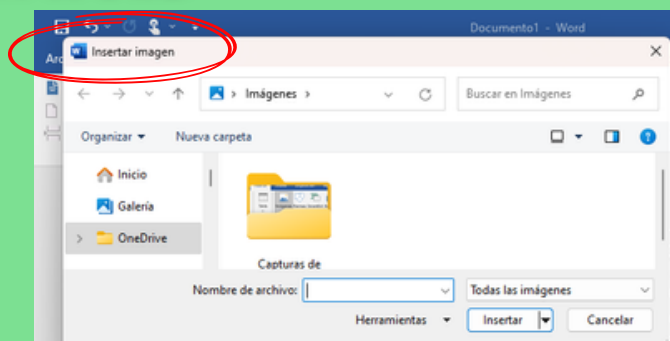 Documento1 - Word
Arc
Insertar imagen
Imágenes
Buscar en Imágenes
Organizar
Nueva carpeta
Inicio
Galería
OneDrive
Capturas de
Nombre de archivo:
Todas las imágenes
Herramientas
Insertar
Cancelar